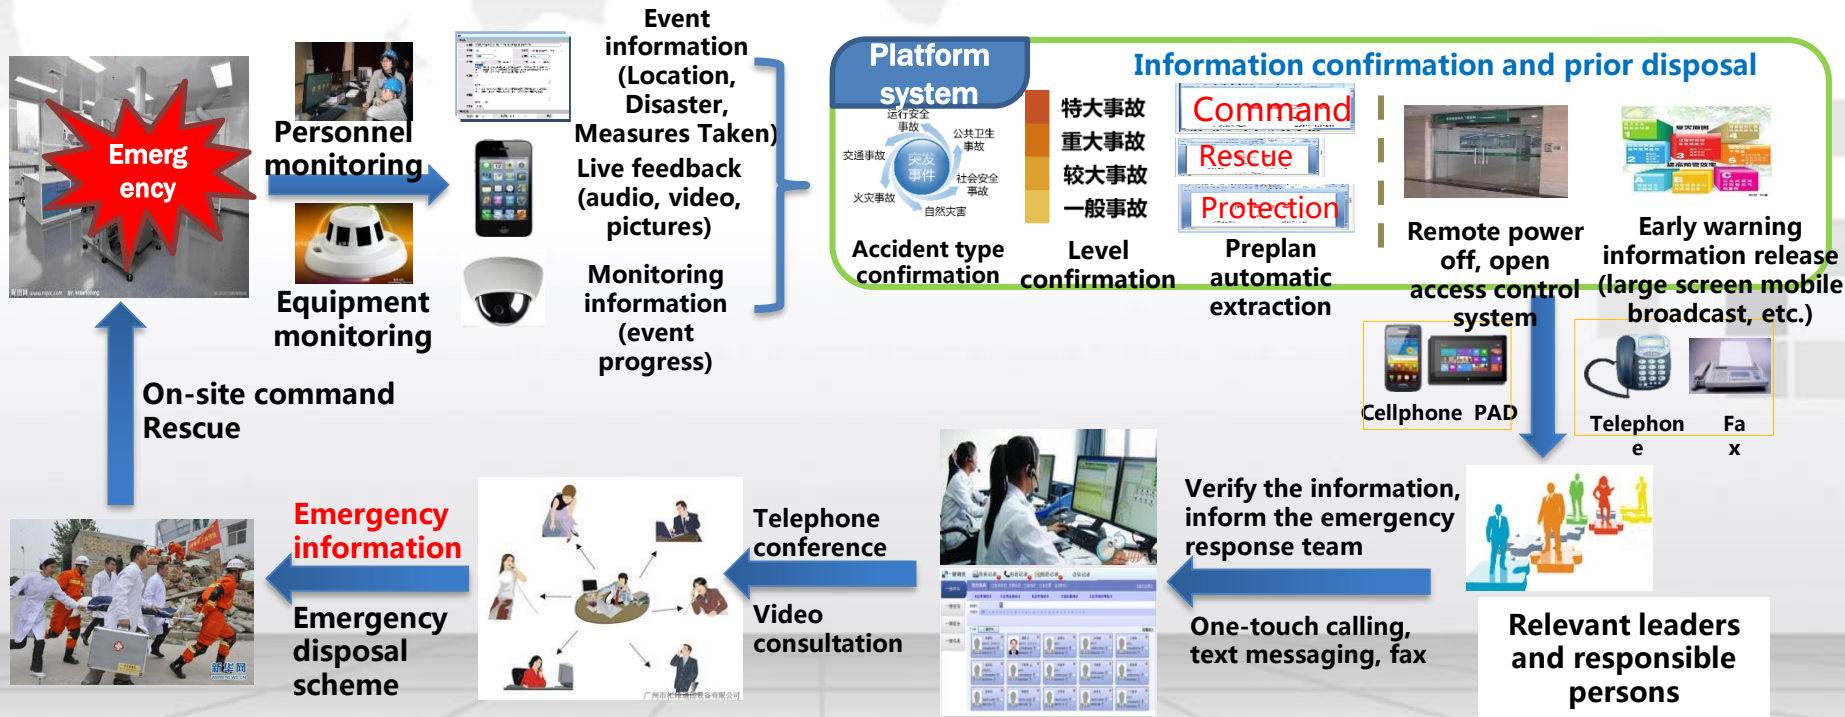 Emerg
ency
Personnel
monitoring
Equipment
monitoring
Event
information
(Location,
Disaster,
Measures Taken)
Live feedback
(audio, video,
pictures)
Monitoring
information
(event
progress)
Platform
system
Information confirmation and prior disposal
运行安全
事故
公共卫生
事故
社会安全
事故
自然灾害
火灾事故
交通事故
突发
事件
Accident type
confirmation
特大事故
重大事故
较大事故
一般事故
Level
confirmation
Command
Rescue
Protection
Preplan
automatic
extraction
Remote power
off, open
access control
system
Early warning
information release
(large screen mobile
broadcast, etc.)
Cellphone PAD
Telephon
e
Fa
x
Relevant leaders
and responsible
persons
Verify the information,
inform the emergency
response team
One-touch calling,
text messaging, fax
Telephone
conference
Video
consultation
Emergency
information
Emergency
disposal
scheme
新华网
On-site command
Rescue